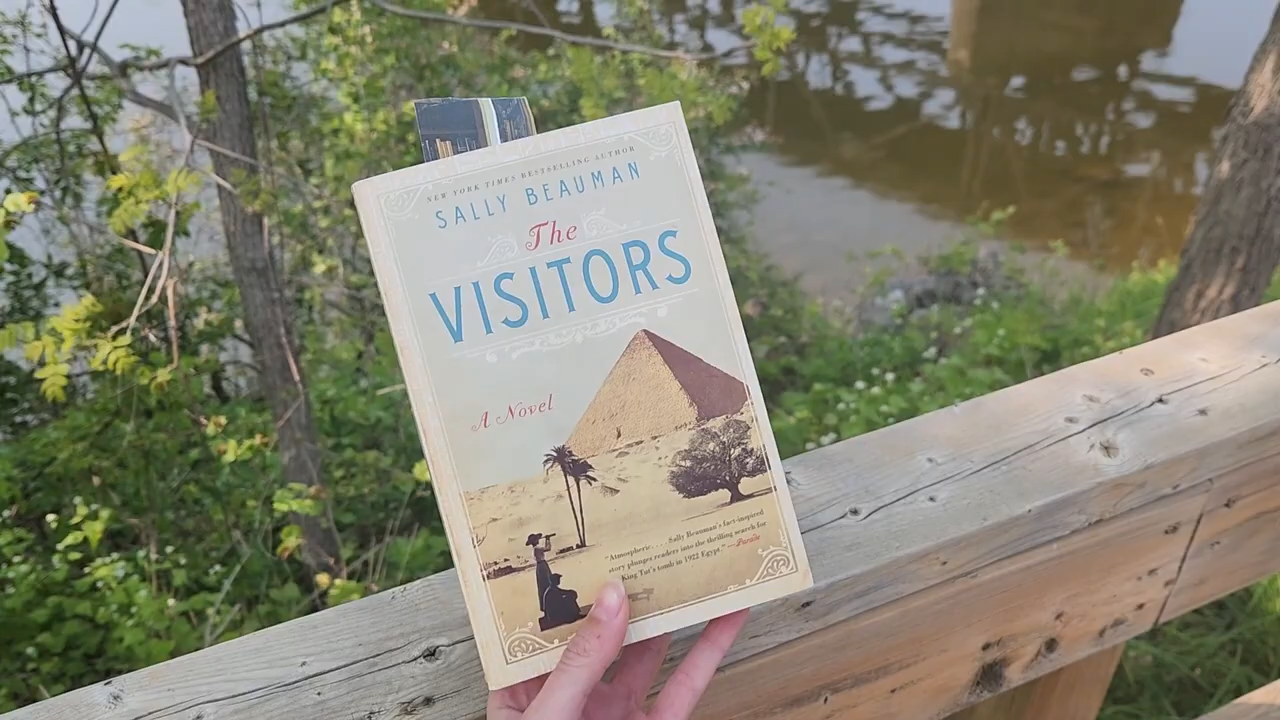 NEW YORK TIMES BESTSELLING AUTHOR
SALLY BEAUMAN
The
VISITORS
A Novel
"Atmospheric. . . . Sally Beauman's fact-inspired
story plunges readers into the thrilling search for
King Tut's tomb in 1922 Egypt." —Parade